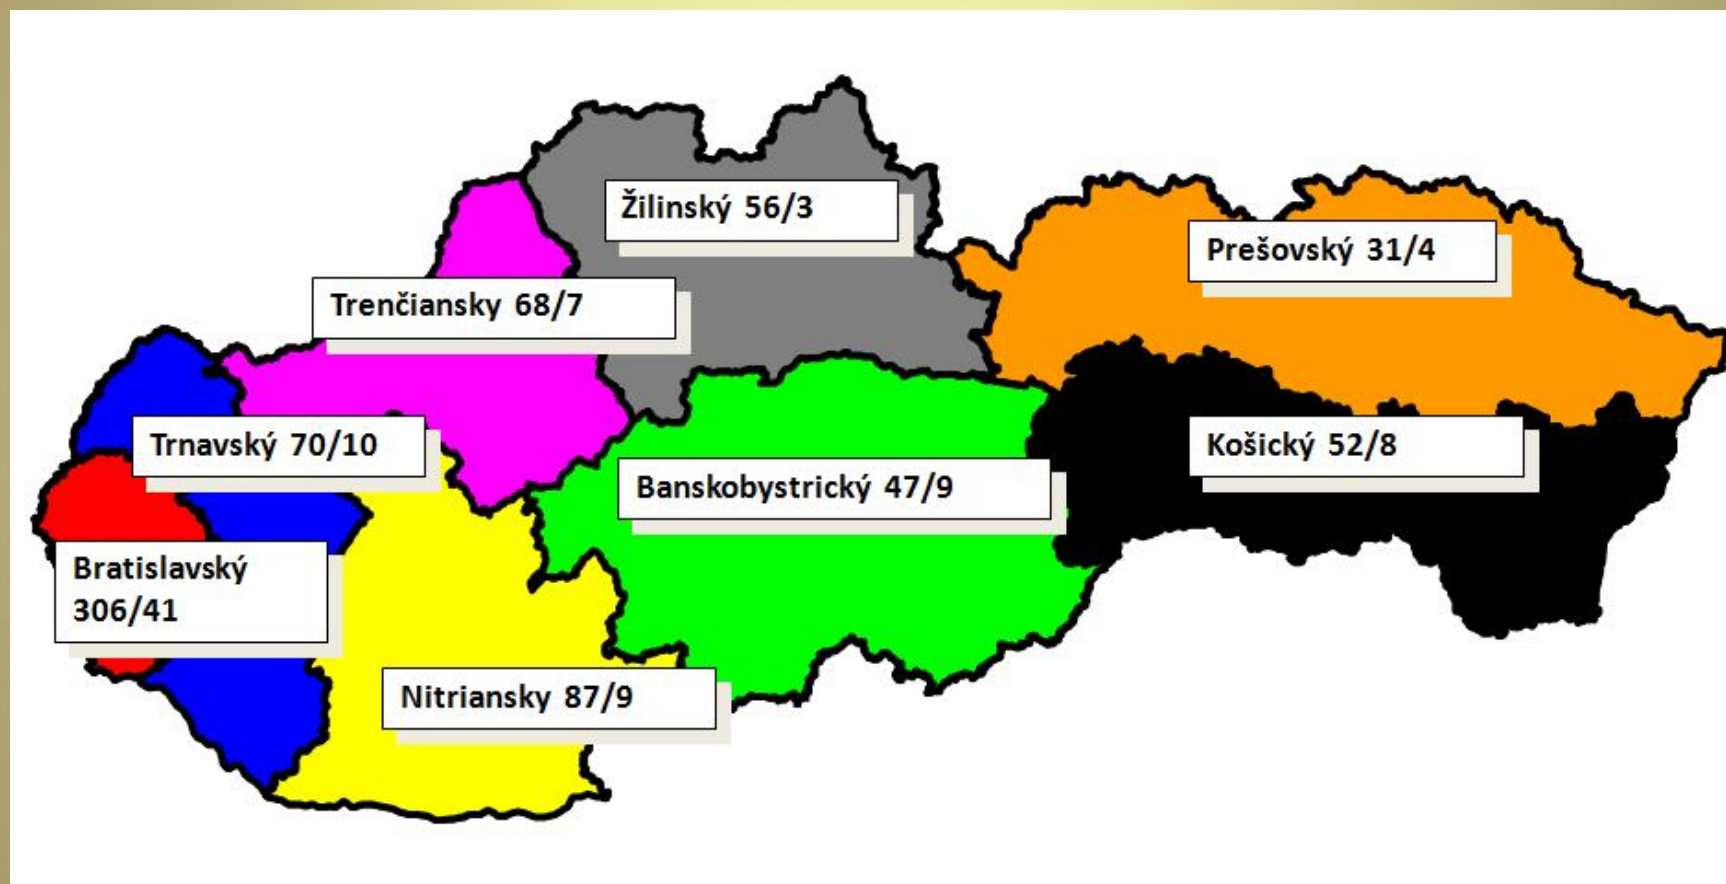 Žilinský 56/3
Prešovský 31/4
Trenčiansky 68/7
Trnavský 70/10
Košický 52/8
Banskobystrický 47/9
Bratislavský
306/41
Nitriansky 87/9